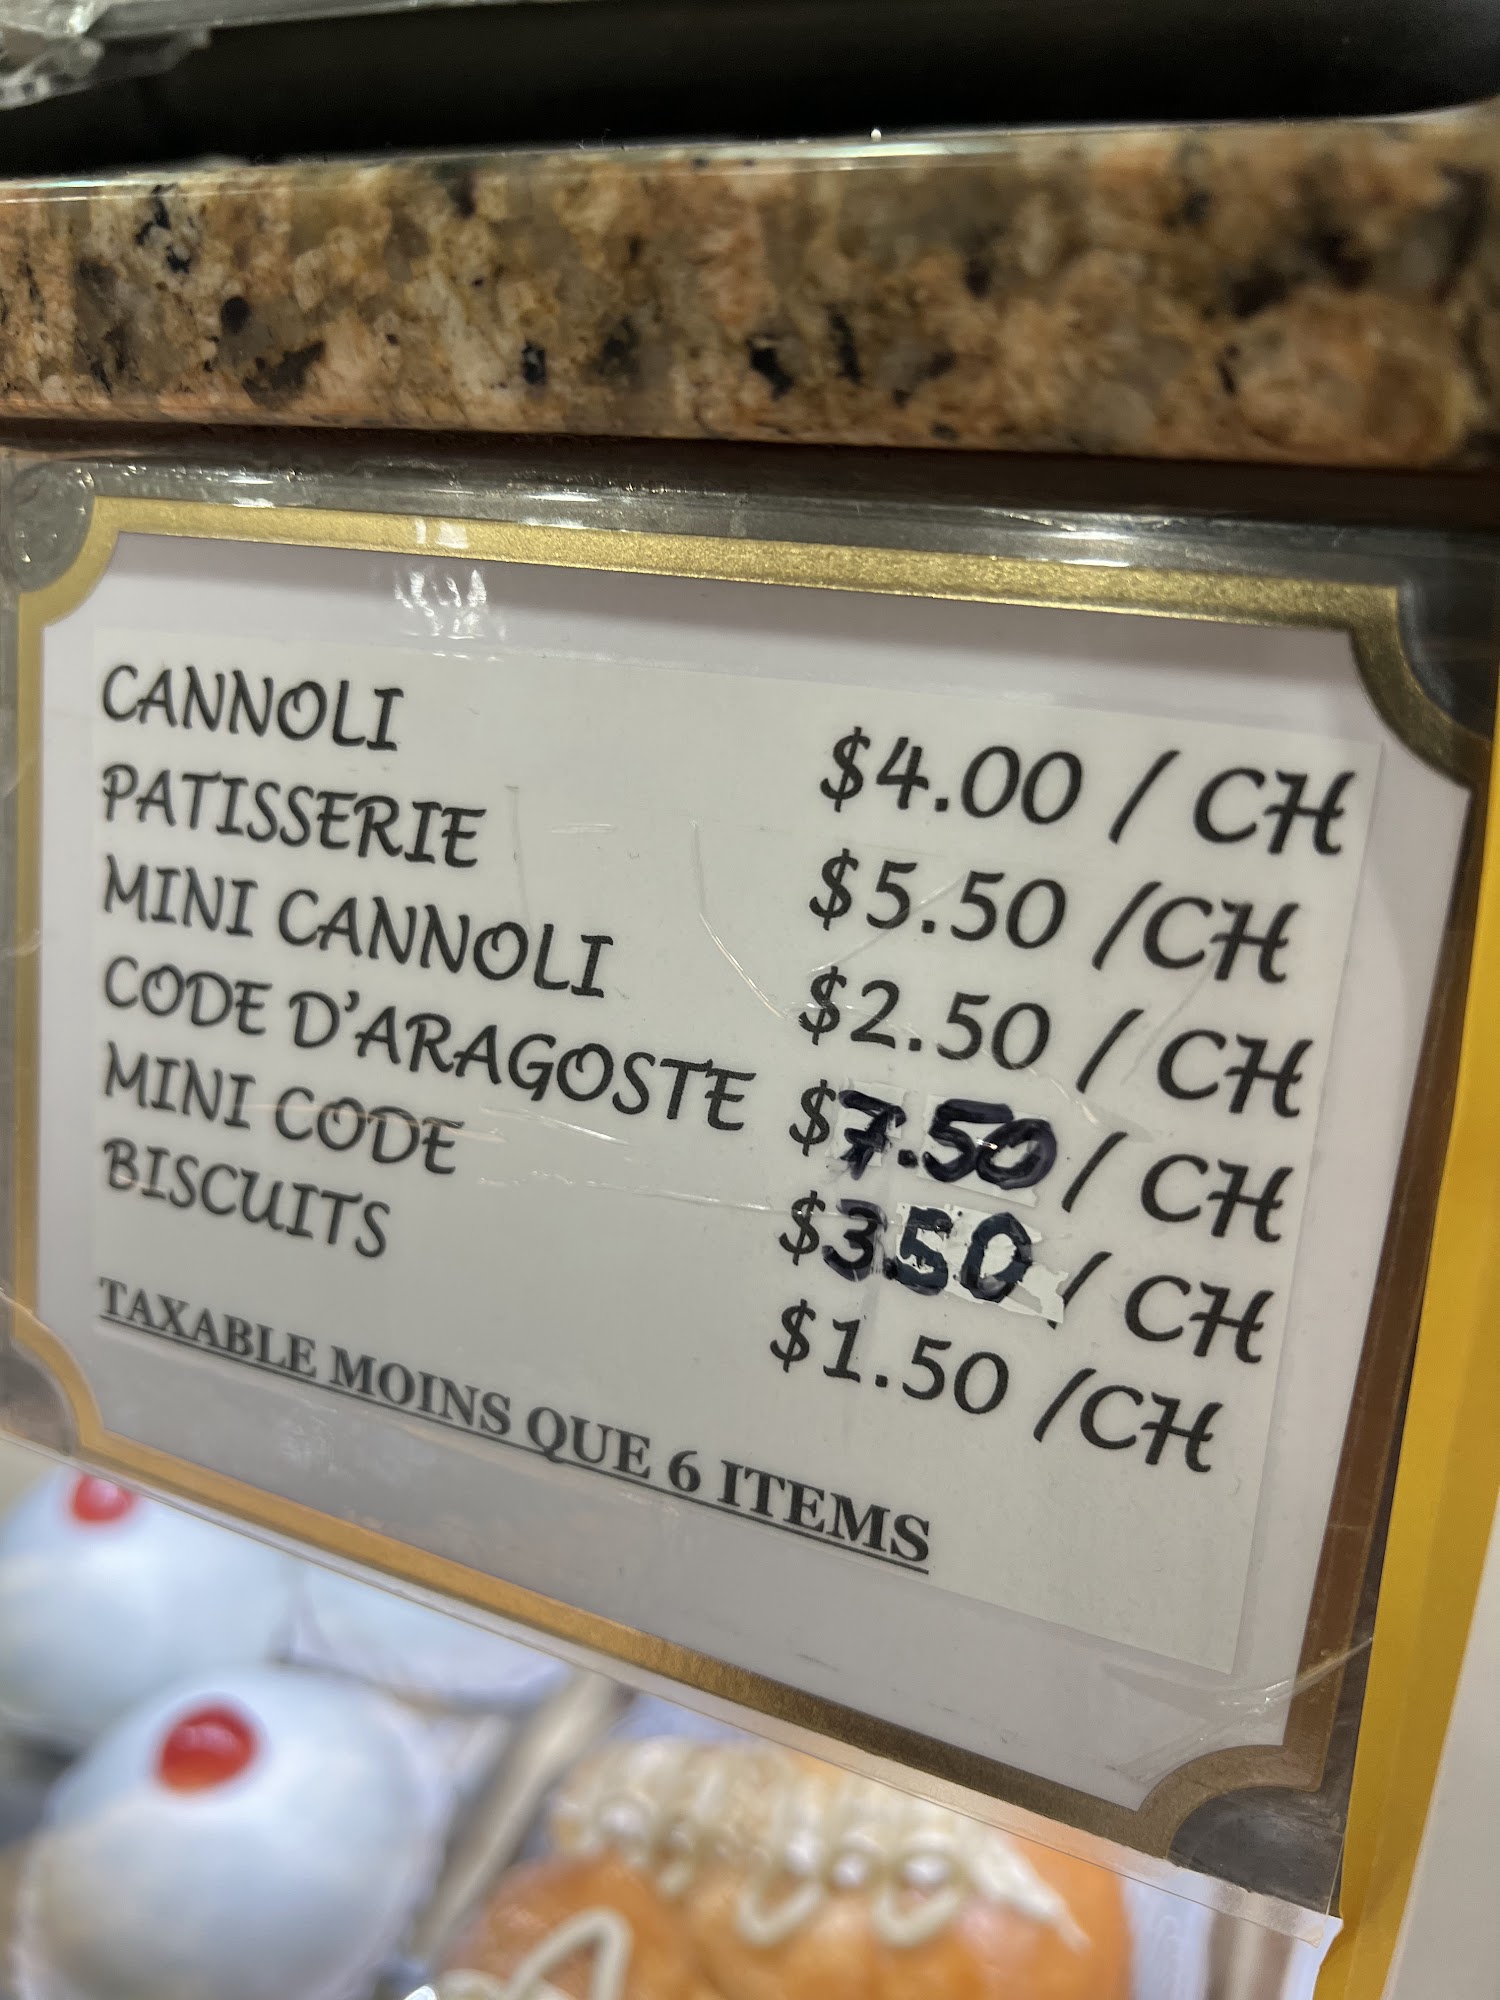 CANNOLI $4.00 / CH
PATISSERIE $5.50 /CH
MINI CANNOLI $2.50 / CH
CODE D'ARAGOSTE $7.50 / CH
MINI CODE $3.50 / CH
BISCUITS $1.50 /CH
TAXABLE MOINS QUE 6 ITEMS